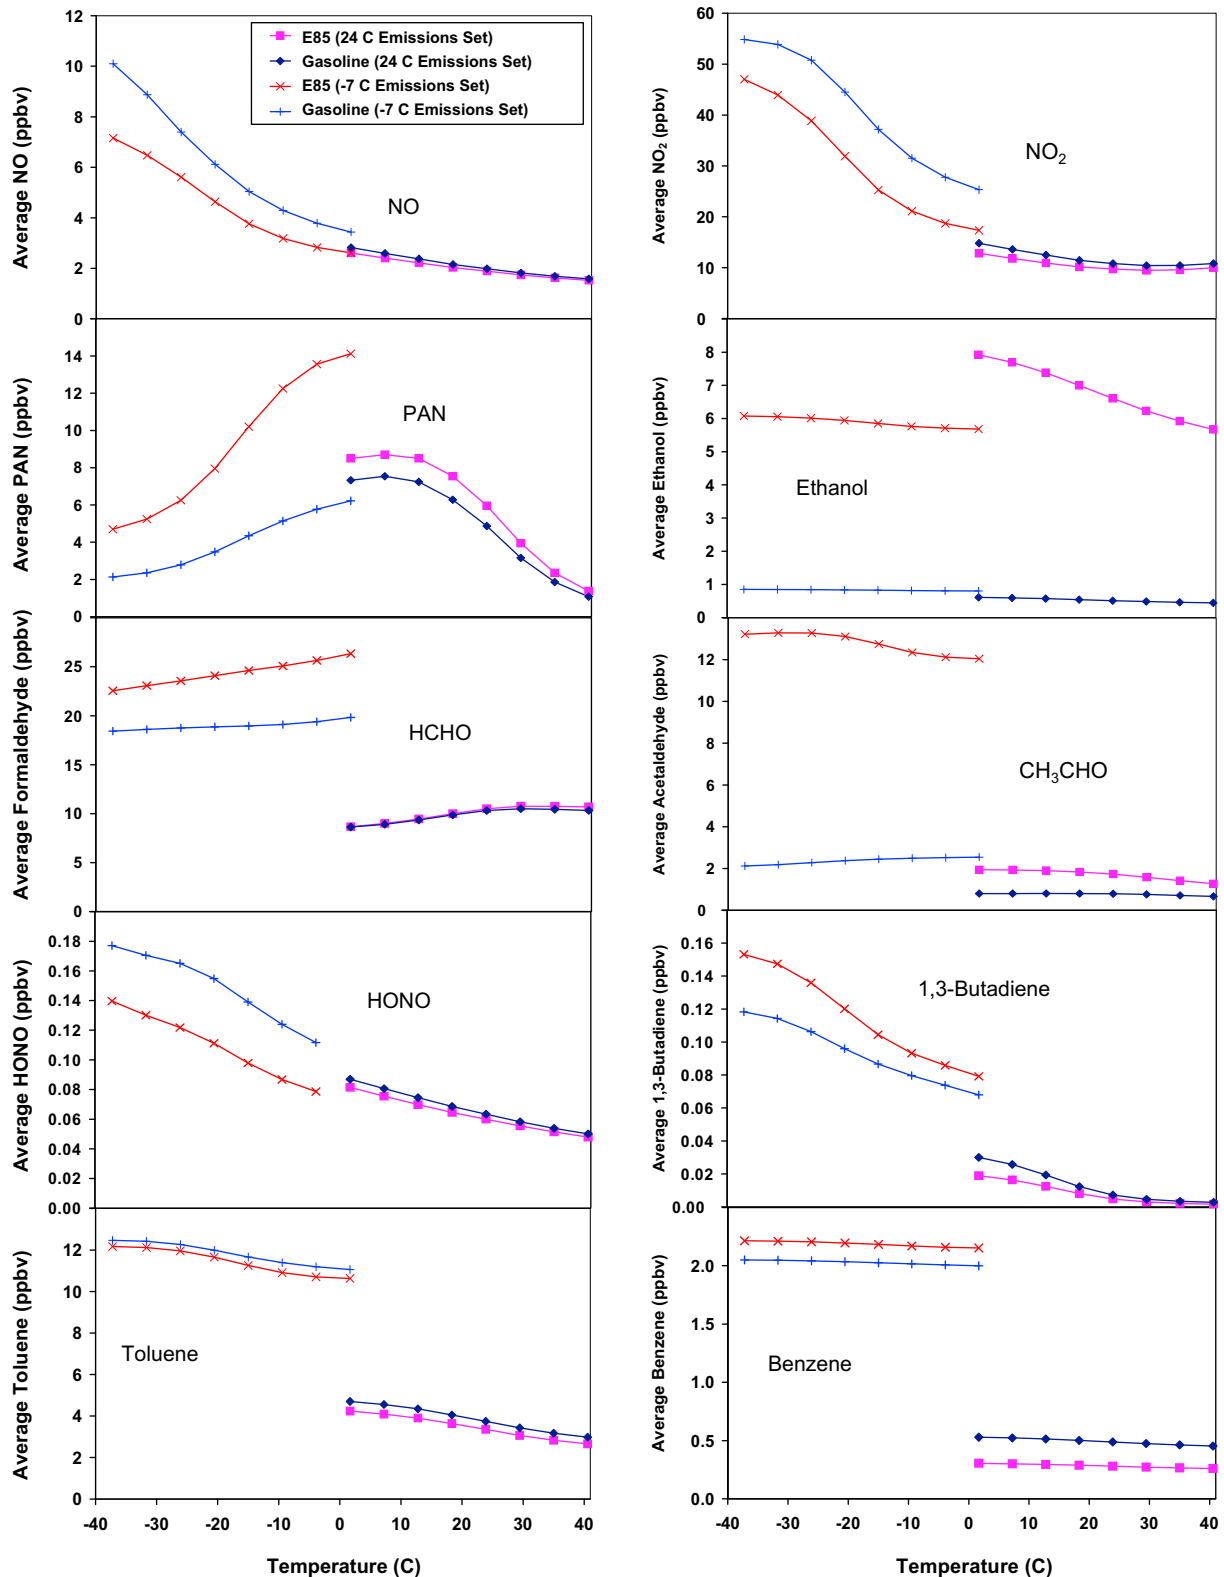 Average NO (ppbv)
12
10
8
6
4
2
0
E85 (24 C Emissions Set)
Gasoline (24 C Emissions Set)
E85 (-7 C Emissions Set)
Gasoline (-7 C Emissions Set)
NO
Average NO₂ (ppbv)
60
50
40
30
20
10
0
NO₂
Average PAN (ppbv)
14
12
10
8
6
4
2
0
PAN
Average Ethanol (ppbv)
8
7
6
5
4
3
2
1
0
Ethanol
Average Formaldehyde (ppbv)
25
20
15
10
5
0
HCHO
Average Acetaldehyde (ppbv)
12
10
8
6
4
2
0
CH₃CHO
Average HONO (ppbv)
0.18
0.16
0.14
0.12
0.10
0.08
0.06
0.04
0.02
0.00
HONO
Average 1,3-Butadiene (ppbv)
0.16
0.14
0.12
0.10
0.08
0.06
0.04
0.02
0.00
1,3-Butadiene
Average Toluene (ppbv)
12
10
8
6
4
2
0
Toluene
-40 -30 -20 -10 0 10 20 30 40
Temperature (C)
Average Benzene (ppbv)
2.0
1.5
1.0
0.5
0.0
Benzene
-40 -30 -20 -10 0 10 20 30 40
Temperature (C)